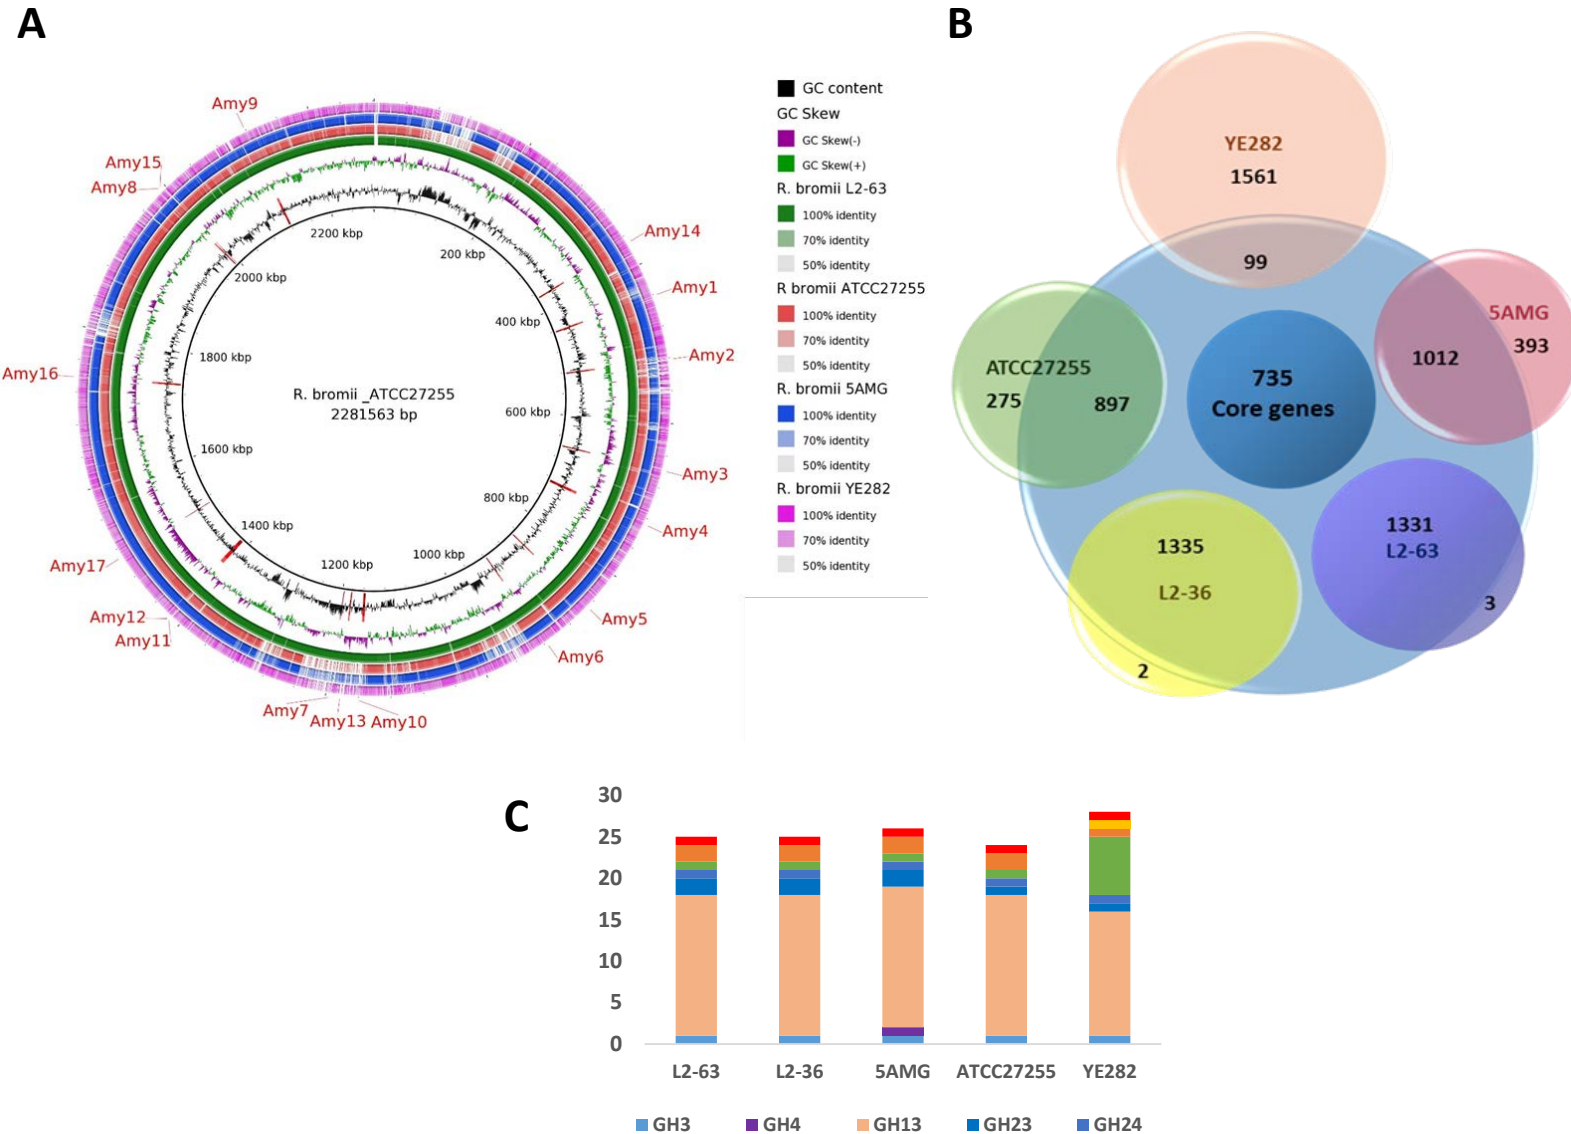 A
B
Amy9
Amy15
Amy8
Amy14
Amy1
Amy2
Amy16
Amy3
Amy4
Amy17
Amy12
Amy11
Amy5
Amy6
Amy7
Amy13
Amy10
2200 kbp
200 kbp
2000 kbp
400 kbp
1800 kbp
600 kbp
1600 kbp
800 kbp
1400 kbp
1000 kbp
1200 kbp
R. bromii _ATCC27255
2281563 bp
GC content
GC Skew
GC Skew(-)
GC Skew(+)
R. bromii L2-63
100% identity
70% identity
50% identity
R bromii ATCC27255
100% identity
70% identity
50% identity
R. bromii 5AMG
100% identity
70% identity
50% identity
R. bromii YE282
100% identity
70% identity
50% identity
YE282
1561
99
5AMG
393
1012
ATCC27255
275
897
735
Core genes
1335
L2-36
2
1331
L2-63
3
C
30
25
20
15
10
5
0
L2-63
L2-36
5AMG
ATCC27255
YE282
GH3
GH4
GH13
GH23
GH24